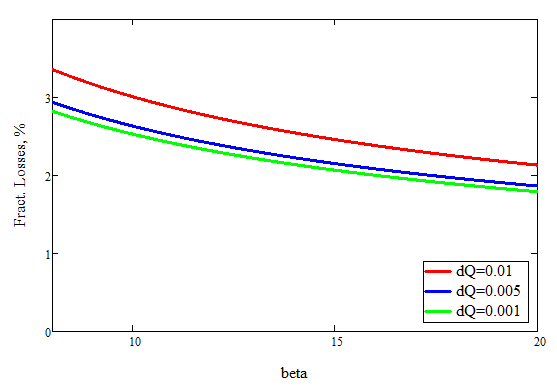 Fract. Losses, %
3
2
1
0
10
15
20
beta
dQ=0.01
dQ=0.005
dQ=0.001